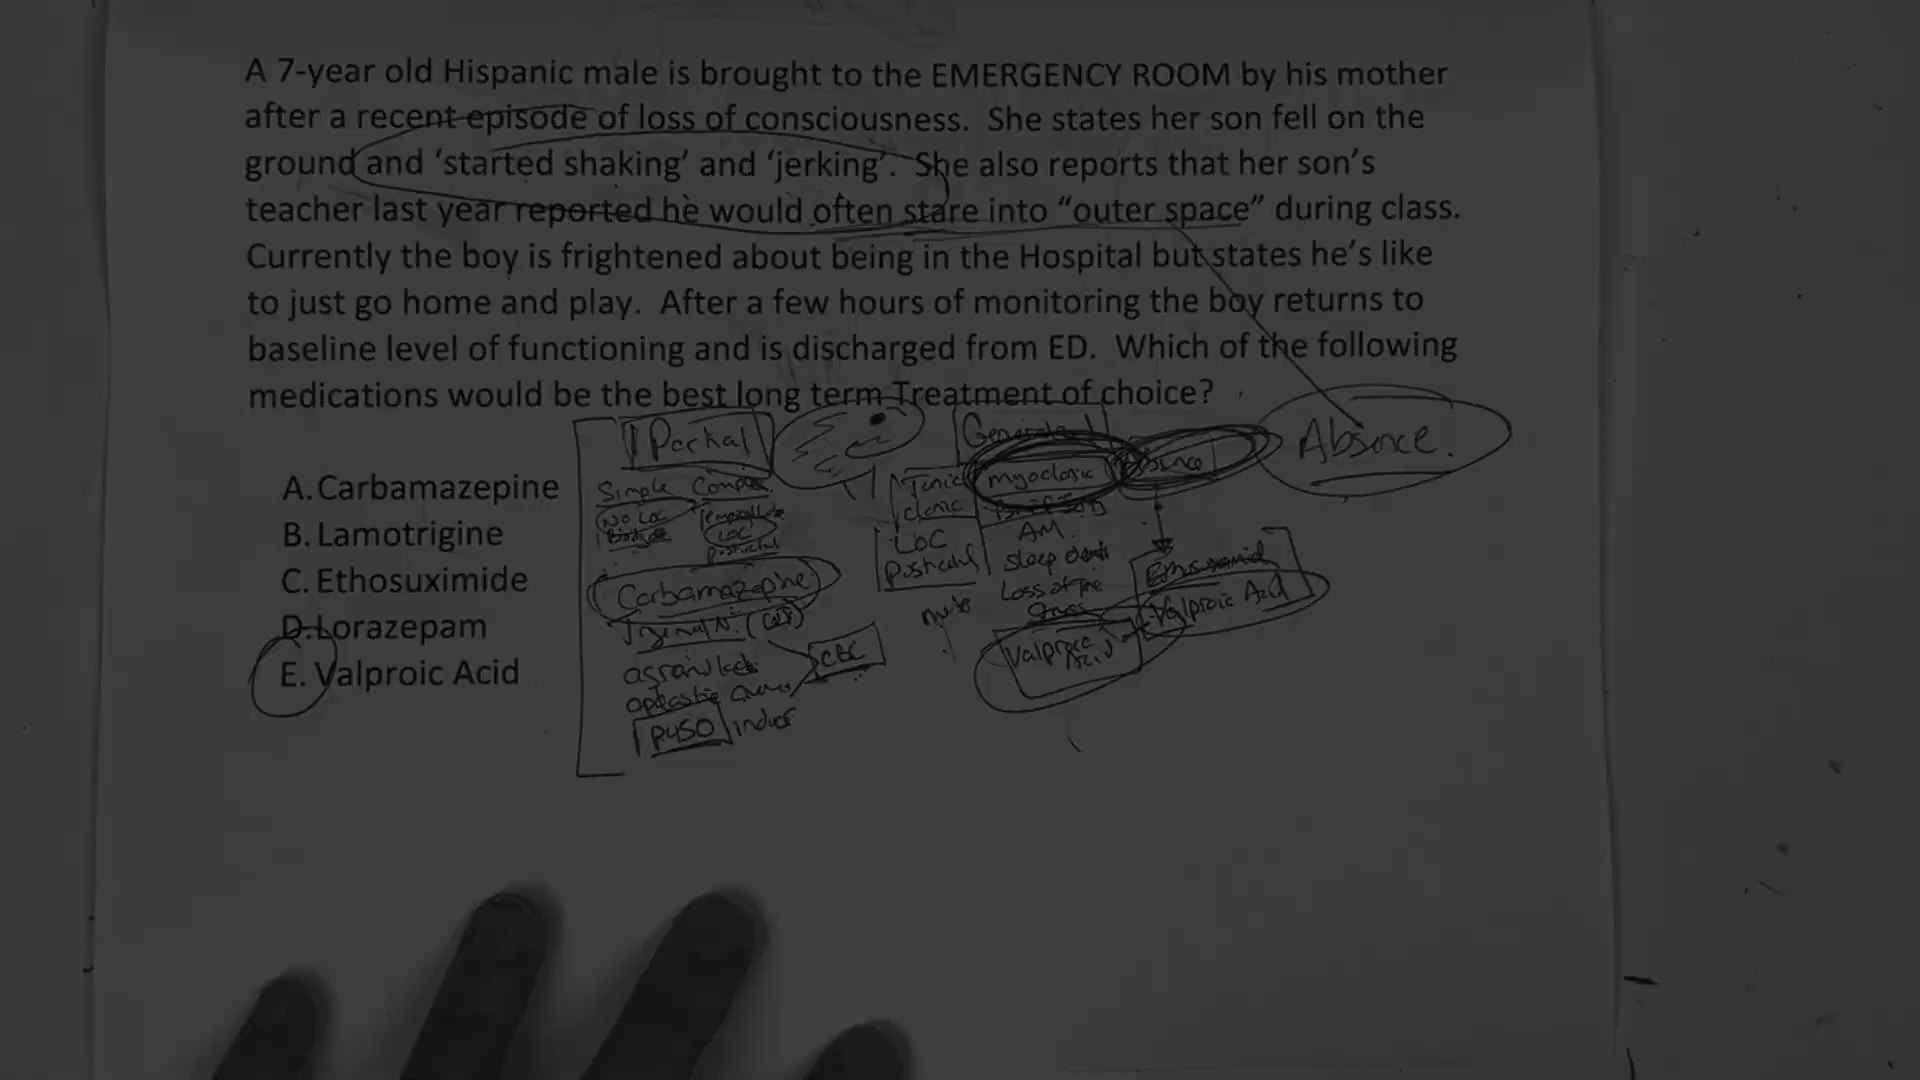 A 7-year old Hispanic male is brought to the EMERGENCY ROOM by his mother
after a recent episode of loss of consciousness. She states her son fell on the
ground and 'started shaking' and 'jerking'. She also reports that her son's
teacher last year reported he would often stare into "outer space" during class.
Currently the boy is frightened about being in the Hospital but states he's like
to just go home and play. After a few hours of monitoring the boy returns to
baseline level of functioning and is discharged from ED. Which of the following
medications would be the best long term Treatment of choice?
A. Carbamazepine
B. Lamotrigine
C. Ethosuximide
D. Lorazepam
E. Valproic Acid
Partial
Simple Complex
No LOC
LOC
Carbamazepine
CBC
P450 induce
Tonic
clonic
LOC
myoclonic
AM
Sleep
Loss of
Valproic
Acid
Valproic Acid
Absence.